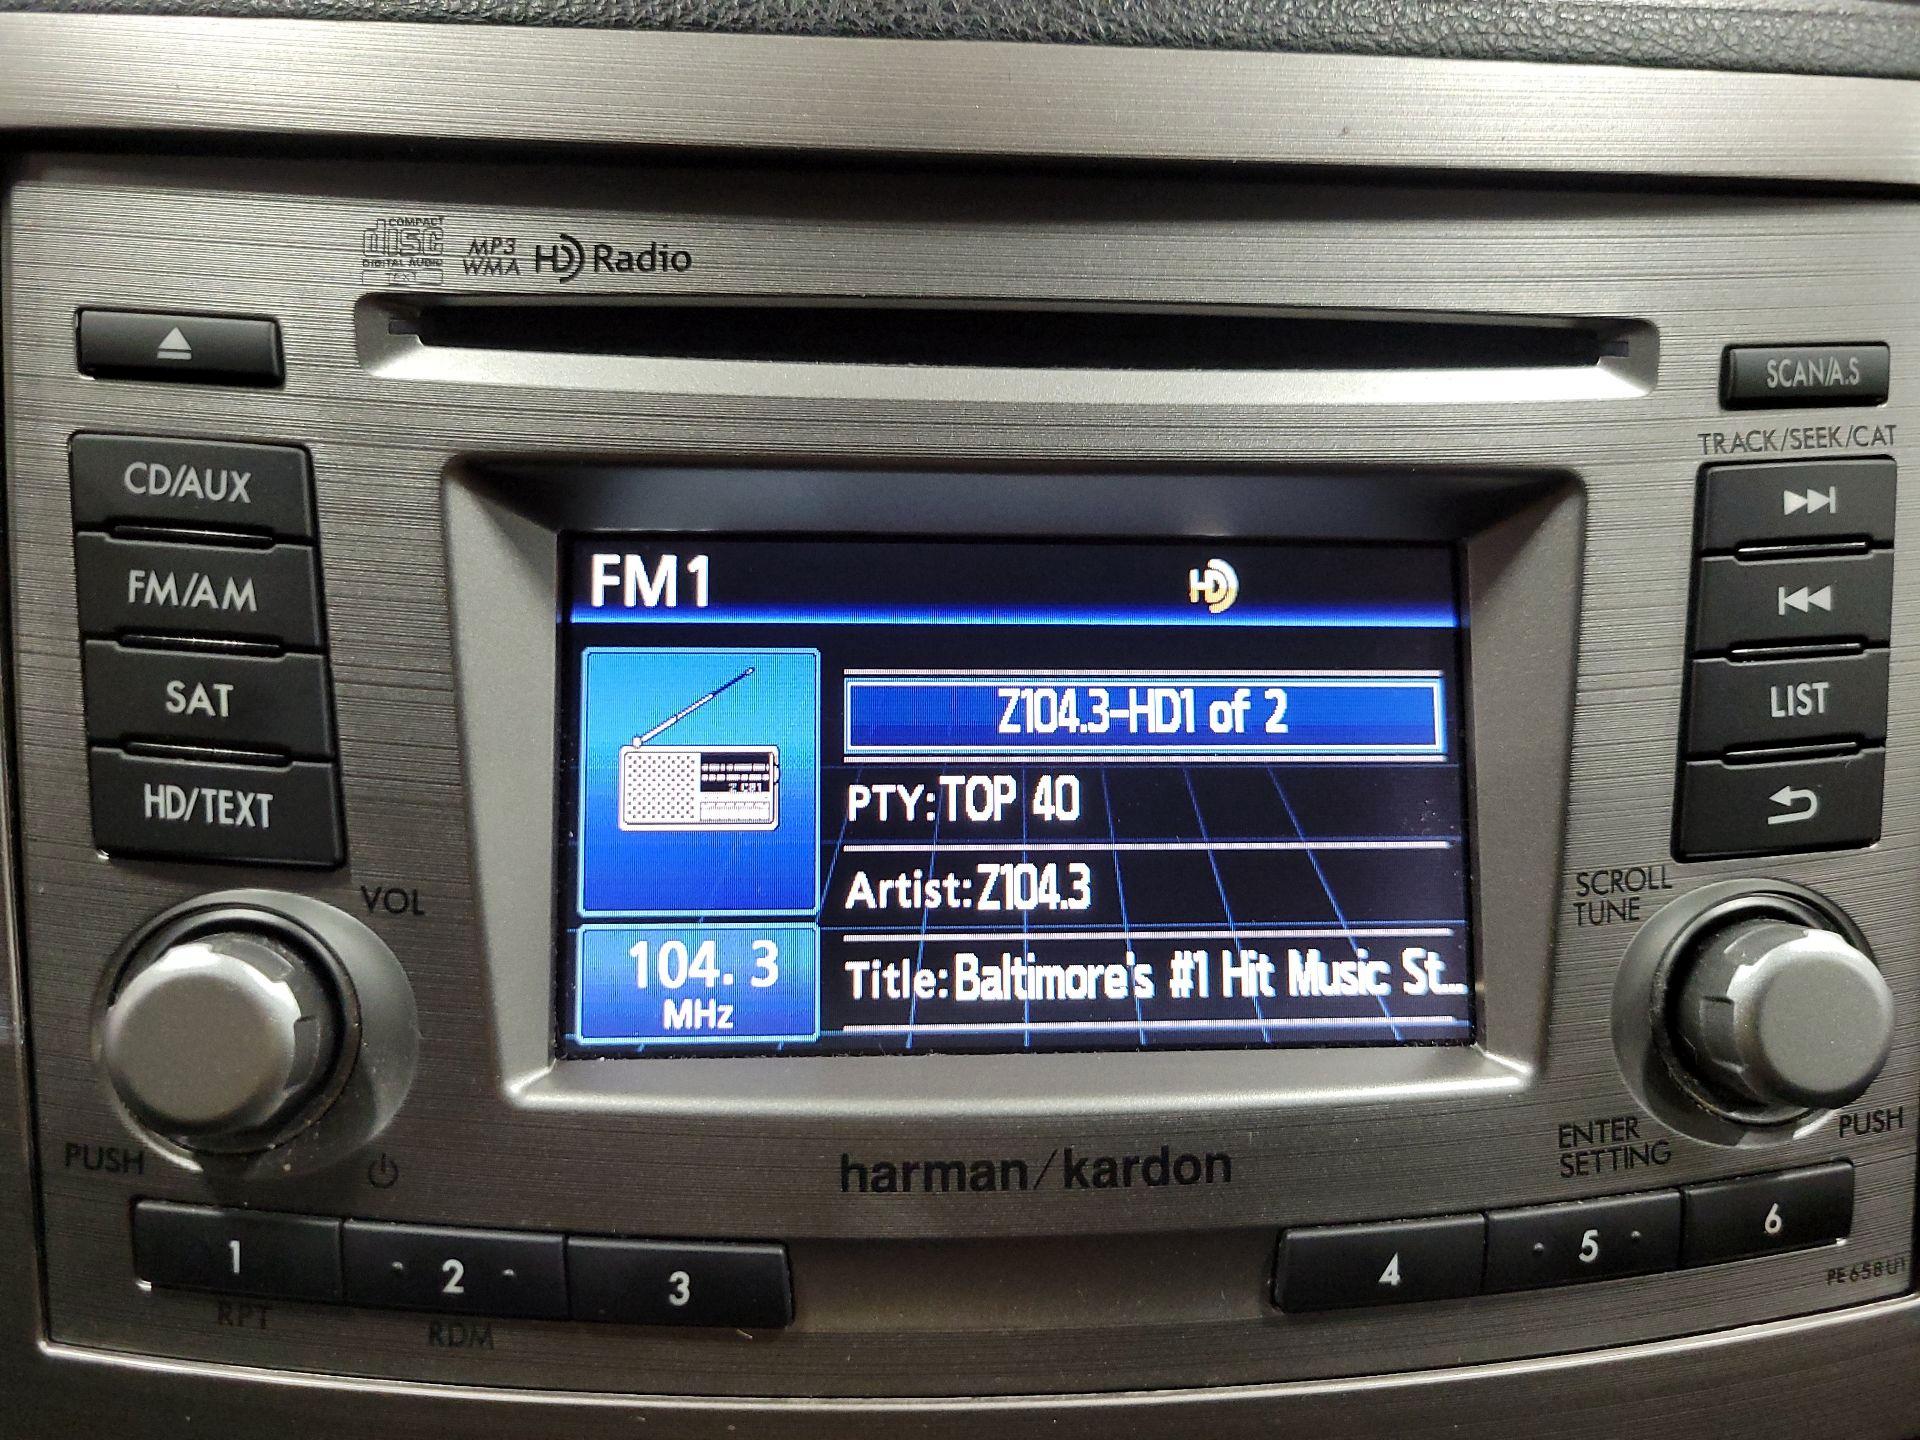 COMPACT
disc
DIGITAL AUDIO
TEXT
MP3
WMA
HD Radio
SCAN/A.S
TRACK/SEEK/CAT
CD/AUX
FM/AM
SAT
HD/TEXT
LIST
VOL
PUSH
SCROLL
TUNE
ENTER
SETTING
PUSH
FM1
HD
Z104.3-HD1 of 2
PTY:TOP 40
Artist:Z104.3
Title:Baltimore's #1 Hit Music St...
104.3
MHz
harman/kardon
1
RPT
2
RDM
3
4
5
6
PE658U1